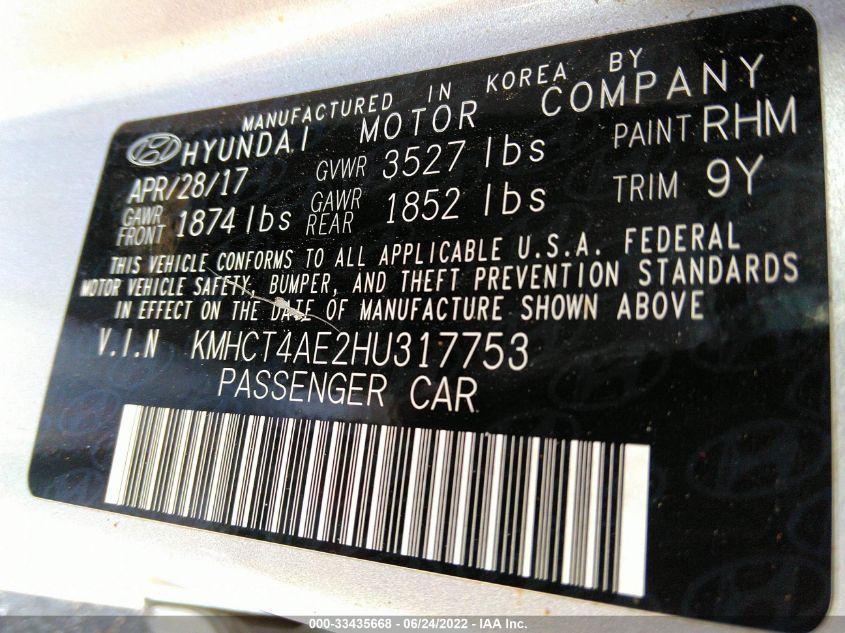 MANUFACTURED IN KOREA BY
HYUNDAI MOTOR COMPANY
APR/28/17 GVWR 3527 lbs PAINT RHM
GAWR FRONT 1874 lbs GAWR REAR 1852 lbs TRIM 9Y
THIS VEHICLE CONFORMS TO ALL APPLICABLE U.S.A. FEDERAL
MOTOR VEHICLE SAFETY, BUMPER, AND THEFT PREVENTION STANDARDS
IN EFFECT ON THE DATE OF MANUFACTURE SHOWN ABOVE
V.I.N KMHCT4AE2HU317753
PASSENGER CAR
000-33435668 - 06/24/2022 - IAA Inc.